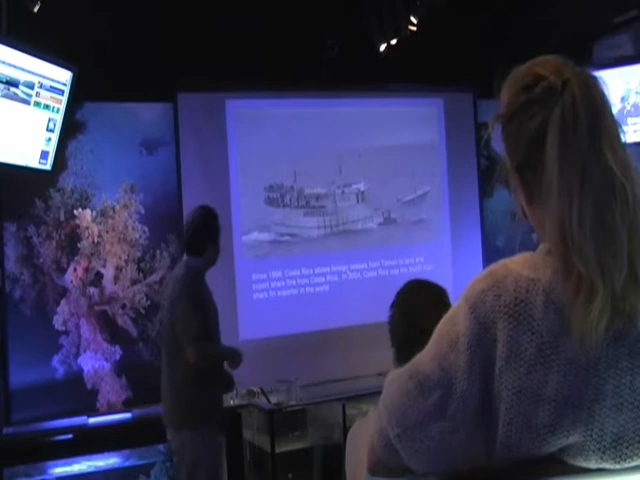 Since 1998, Costa Rica allows foreign vessels from Taiwan to land and
export shark fins from Costa Rica. In 2004, Costa Rica was the
shark fin exporter in the world